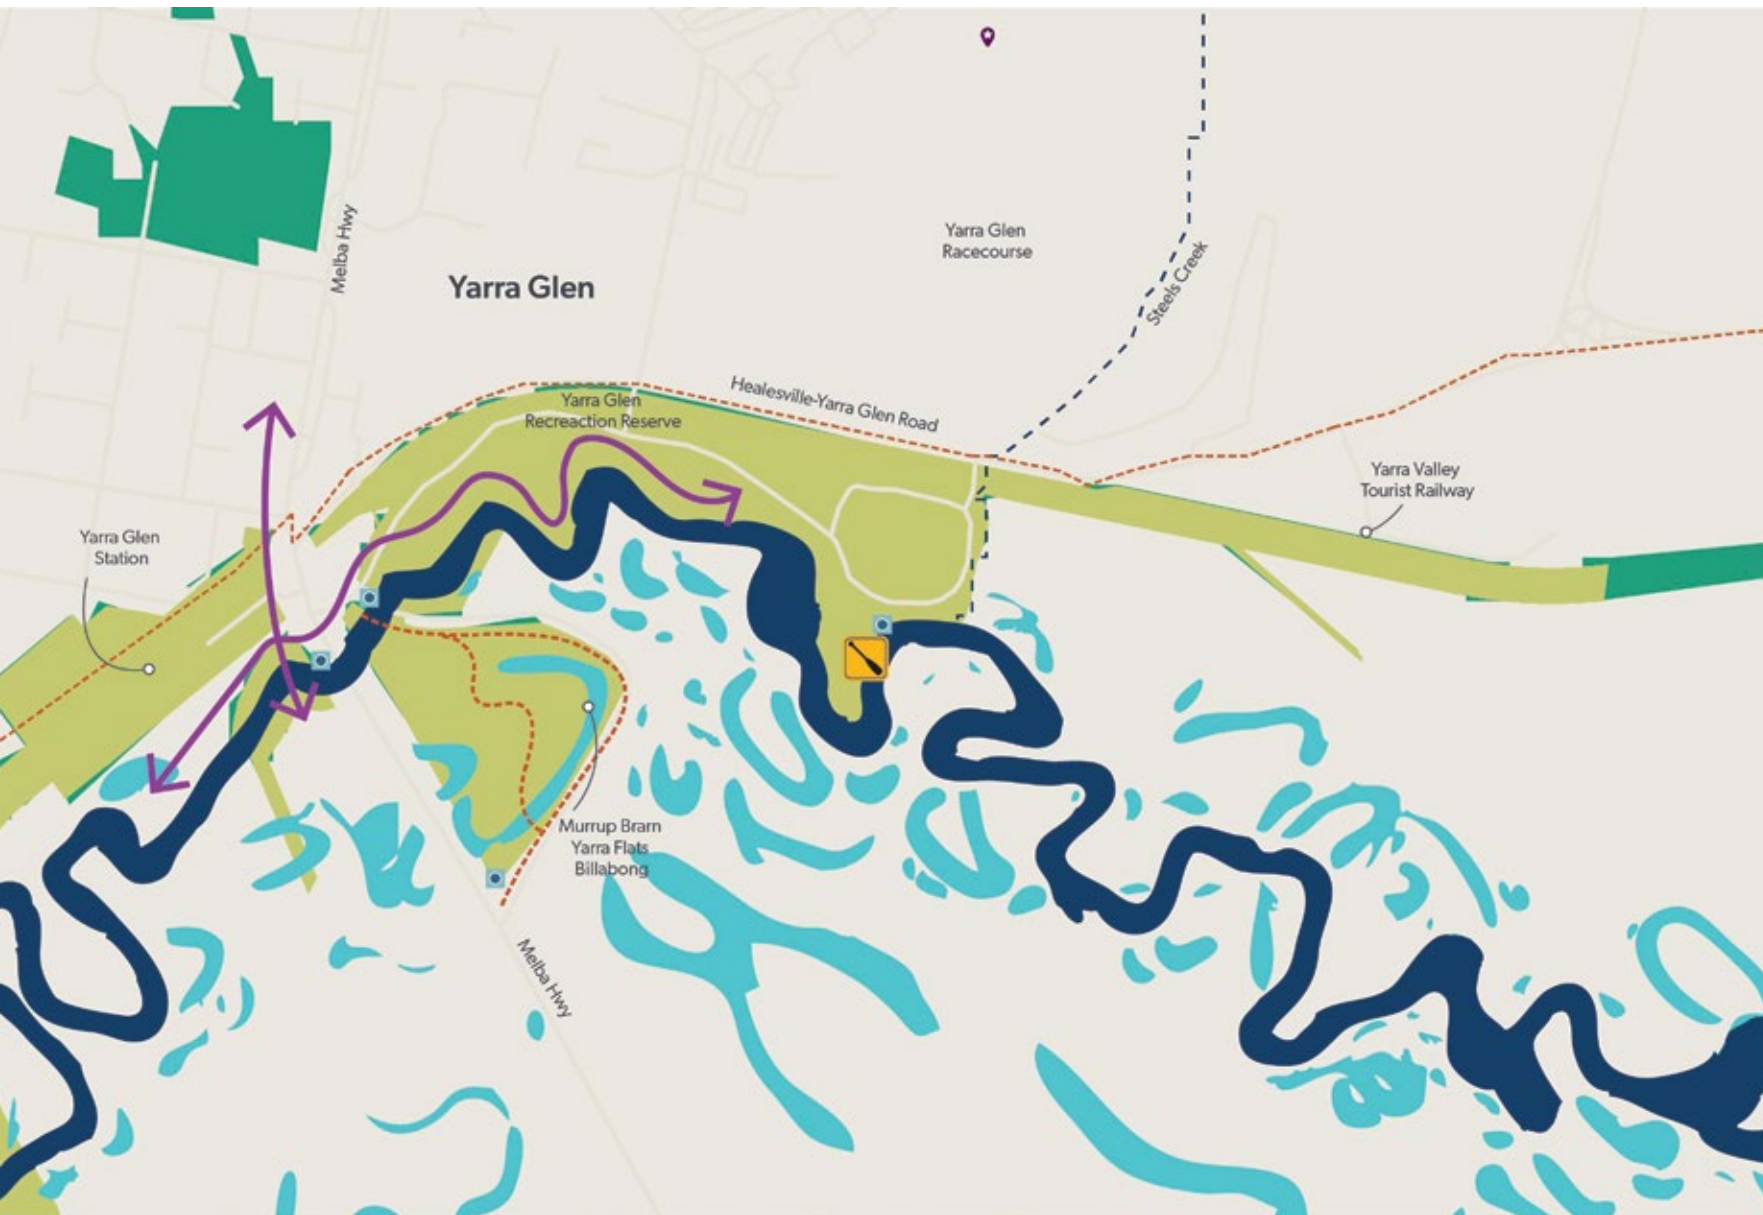 Melba Hwy
Yarra Glen
Yarra Glen
Racecourse
Steels Creek
Healesville-Yarra Glen Road
Yarra Glen
Recreaction Reserve
Yarra Valley
Tourist Railway
Yarra Glen
Station
Murrup Brarn
Yarra Flats
Billabong
Melba Hwy